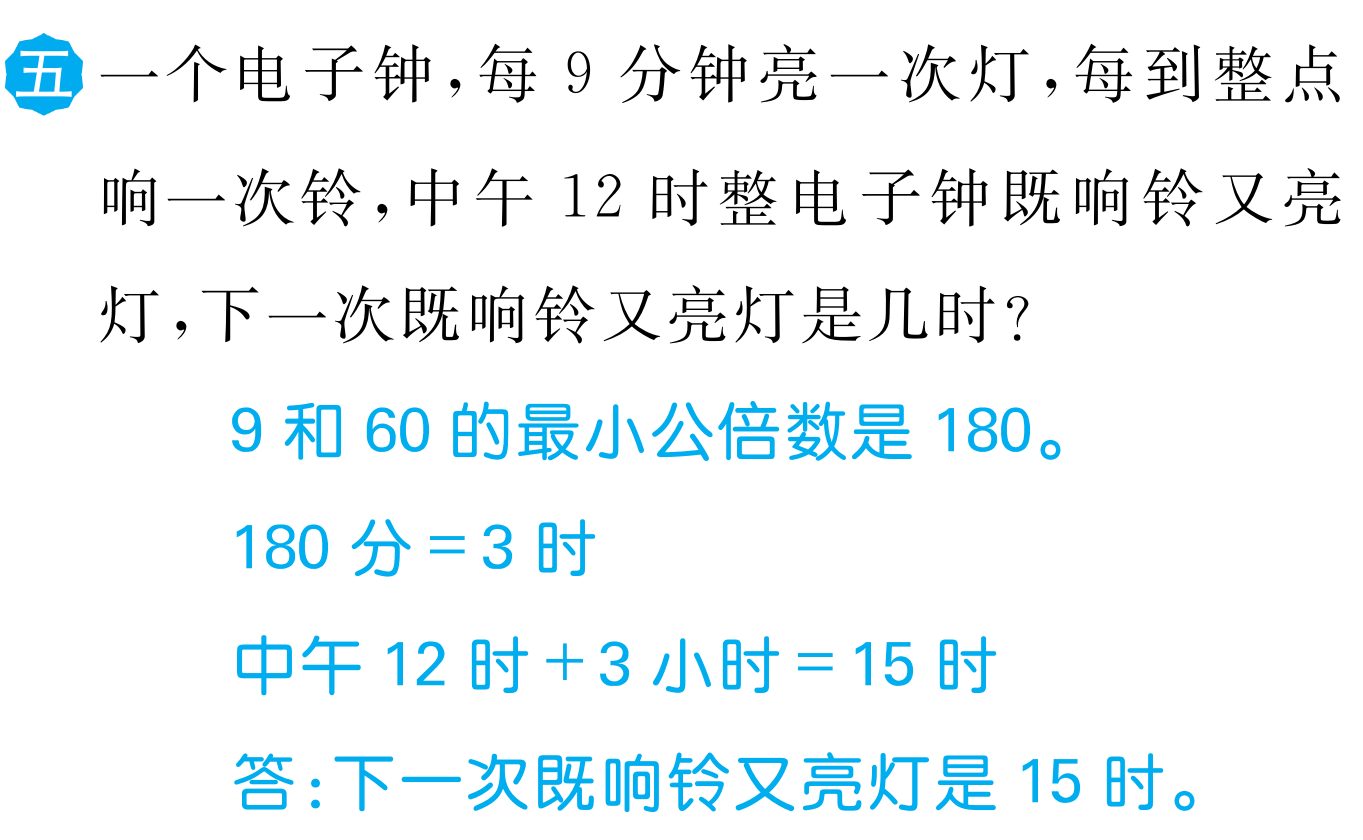 五 一个电子钟,每 9 分钟亮一次灯,每到整点
响一次铃,中午 12 时整电子钟既响铃又亮
灯,下一次既响铃又亮灯是几时?
9 和 60 的最小公倍数是 180。
180 分=3 时
中午 12 时+3 小时=15 时
答:下一次既响铃又亮灯是 15 时。